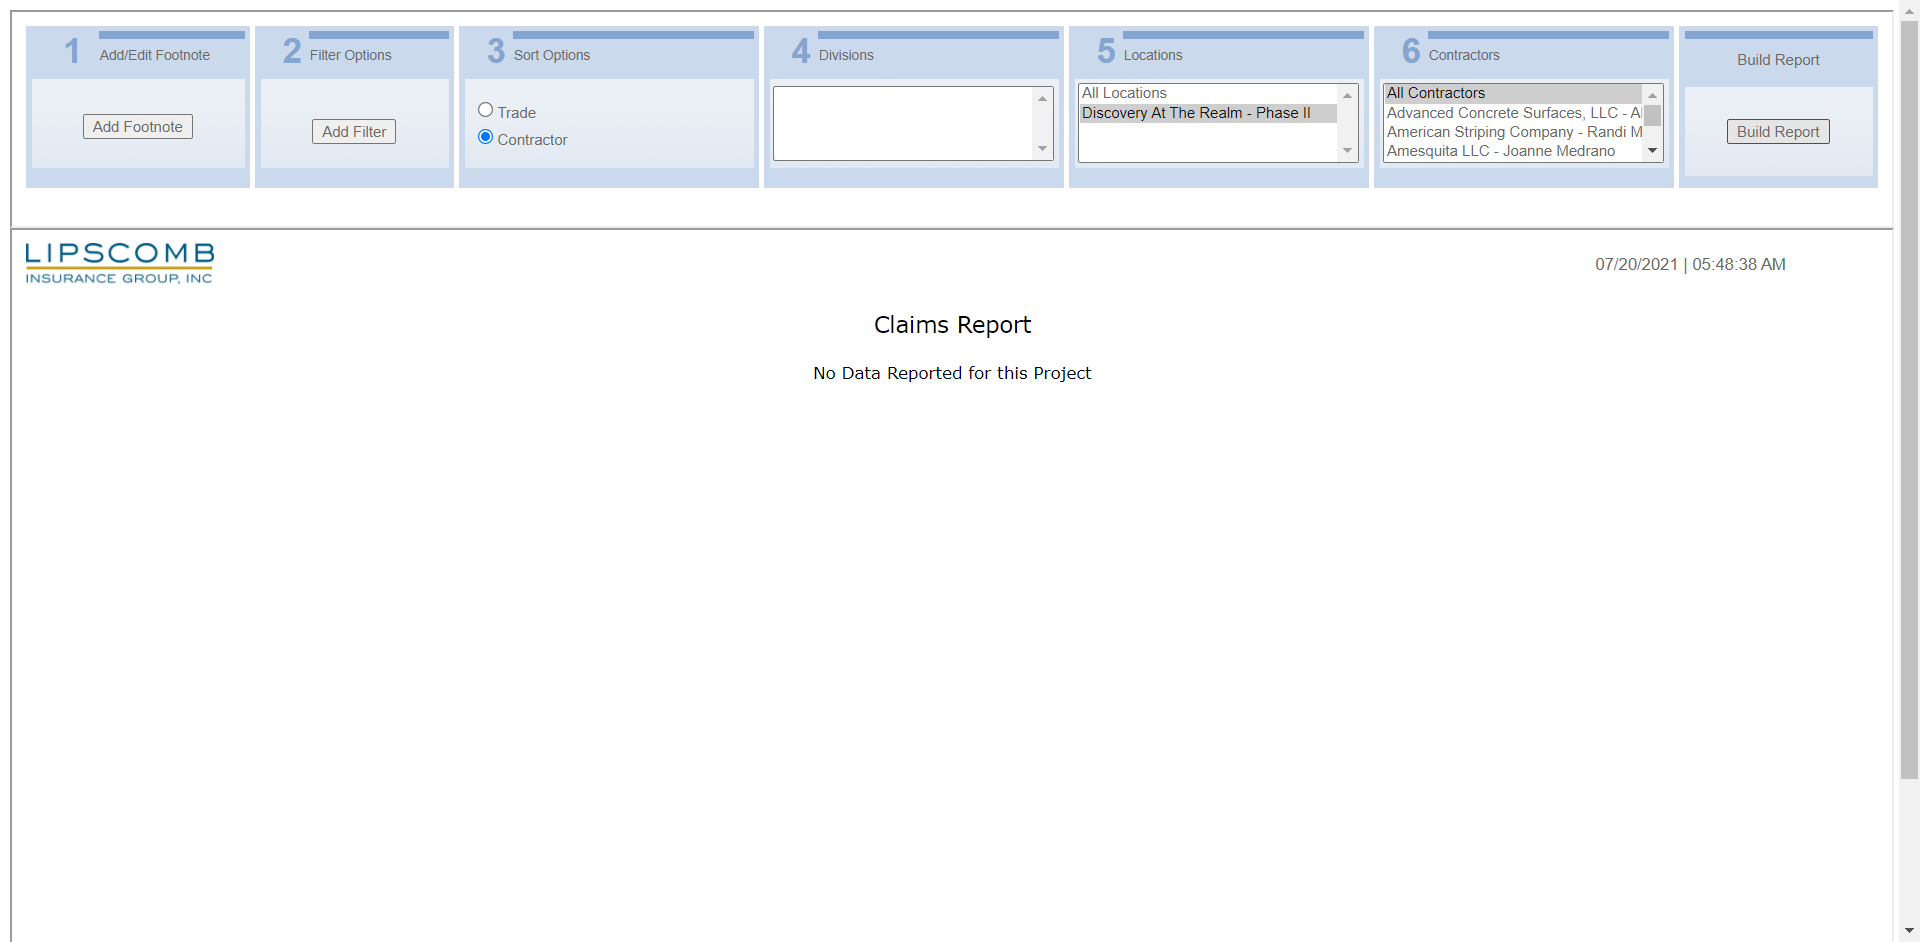 1 Add/Edit Footnote
Add Footnote
2 Filter Options
Add Filter
3 Sort Options
Trade
Contractor
4 Divisions
5 Locations
All Locations
Discovery At The Realm - Phase II
6 Contractors
All Contractors
Advanced Concrete Surfaces, LLC - A
American Striping Company - Randi M
Amesquita LLC - Joanne Medrano
Build Report
Build Report
LIPSCOMB
INSURANCE GROUP, INC
07/20/2021 | 05:48:38 AM
Claims Report
No Data Reported for this Project